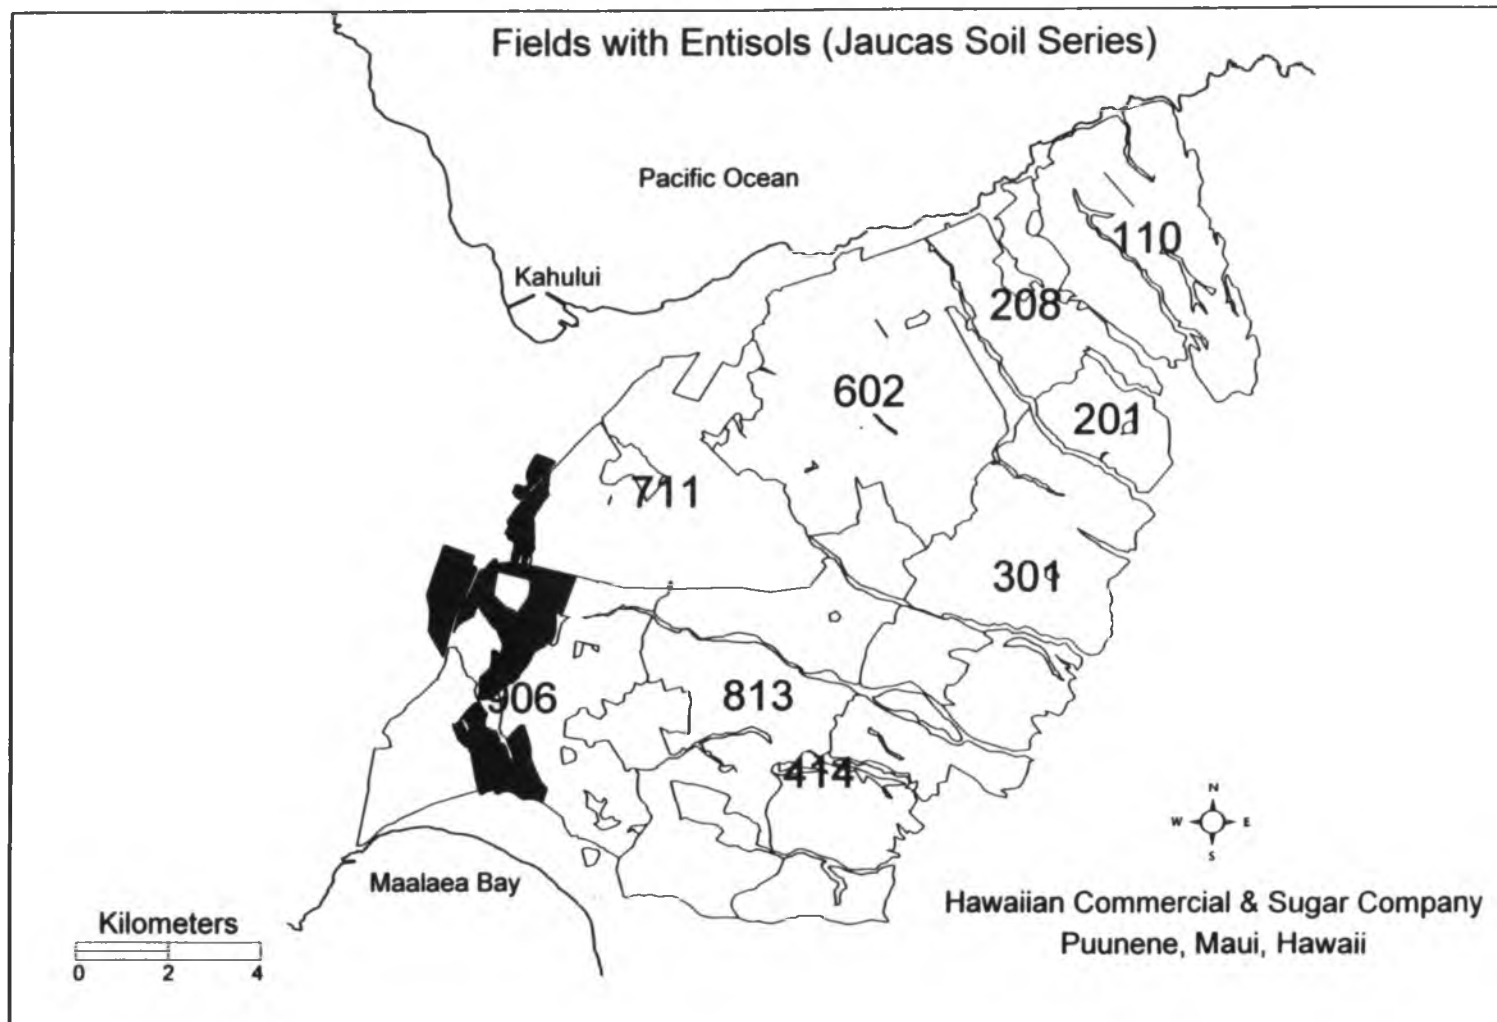 Fields with Entisols (Jaucas Soil Series)
Pacific Ocean
Kahului
110
208
602
201
711
301
906
813
414
N
W E
S
Maalaea Bay
Hawaiian Commercial & Sugar Company
Puunene, Maui, Hawaii
Kilometers
0 2 4